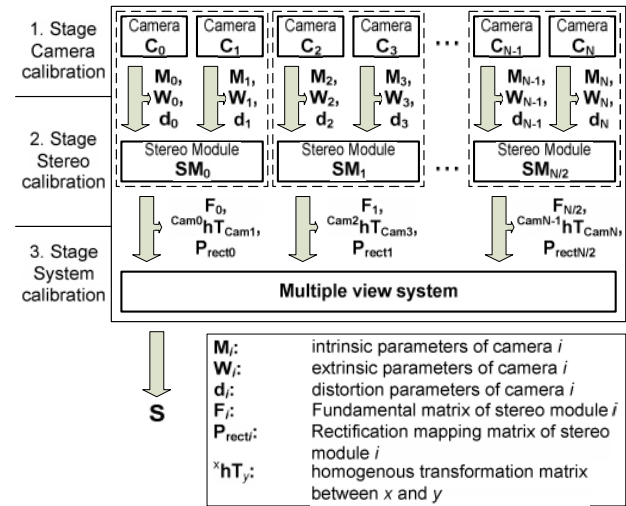 1. Stage
Camera
calibration
Camera
C0
Camera
C1
Camera
C2
Camera
C3
...
Camera
CN-1
Camera
CN
M0,
W0,
d0
M1,
W1,
d1
M2,
W2,
d2
M3,
W3,
d3
MN-1
WN-1,
dN-1
MN,
WN,
dN
2. Stage
Stereo
calibration
Stereo Module
SM0
Stereo Module
SM1
...
Stereo Module
SMN/2
3. Stage
System
calibration
F0,
Cam0hTCam1,
Prect0
F1,
Cam2hTCam3,
Prect1
FN/2,
CamN-1hTCamN,
PrectN/2
Multiple view system
S
Mi: intrinsic parameters of camera i
Wi: extrinsic parameters of camera i
di: distortion parameters of camera i
Fi: Fundamental matrix of stereo module i
Precti: Rectification mapping matrix of stereo
module i
xhTy: homogenous transformation matrix
between x and y